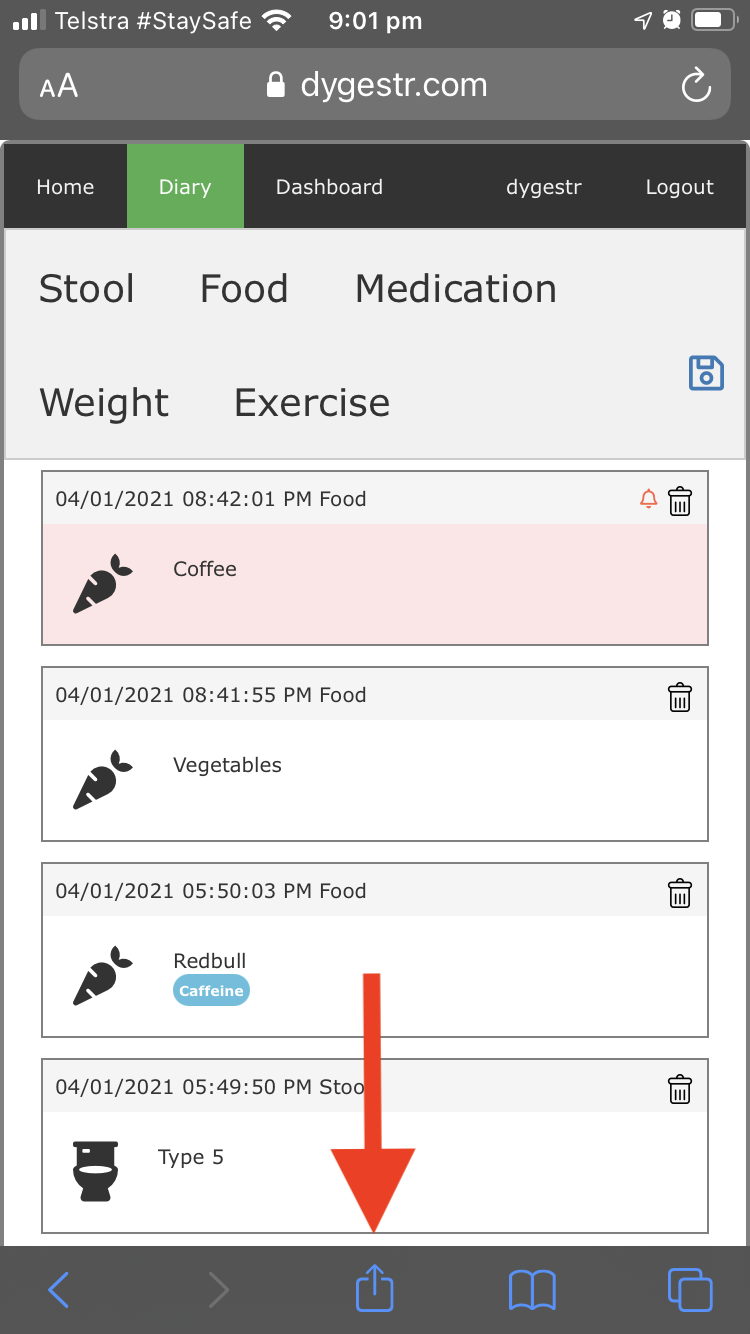 Telstra #StaySafe 9:01 pm
AA dygestr.com
Home Diary Dashboard dygestr Logout
Stool Food Medication
Weight Exercise
04/01/2021 08:42:01 PM Food
Coffee
04/01/2021 08:41:55 PM Food
Vegetables
04/01/2021 05:50:03 PM Food
Redbull
Caffeine
04/01/2021 05:49:50 PM Stoo
Type 5